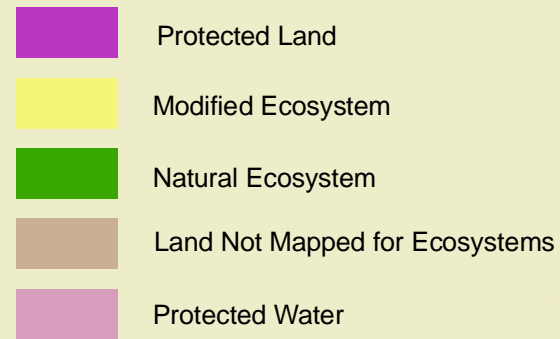 Protected Land
Modified Ecosystem
Natural Ecosystem
Land Not Mapped for Ecosystems
Protected Water